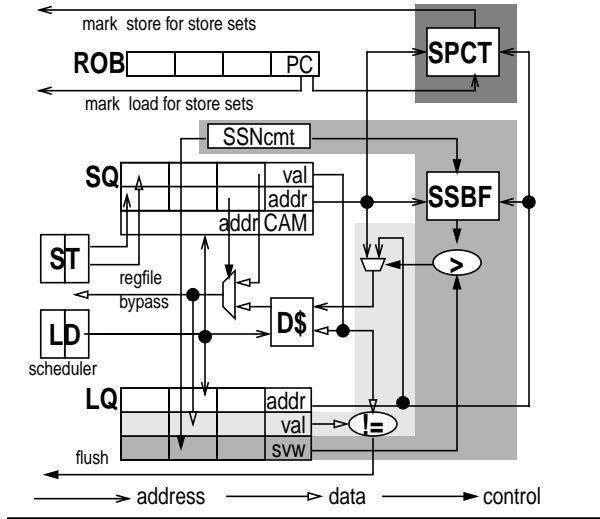 mark store for store sets
SPCT
ROB
PC
mark load for store sets
SSNcmt
SQ
val
addr
SSBF
addr CAM
ST
regfile
bypass
>
D$
LD
scheduler
LQ
addr
val
!=
svw
flush
address
data
control